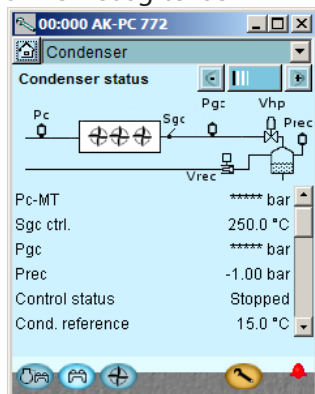 00:000 AK-PC 772
Condenser
Condenser status
Pc Sgc Pgc Vhp Prec
Vrec
Pc-MT ***** bar
Sgc ctrl. 250.0 °C
Pgc ***** bar
Prec -1.00 bar
Control status Stopped
Cond. reference 15.0 °C